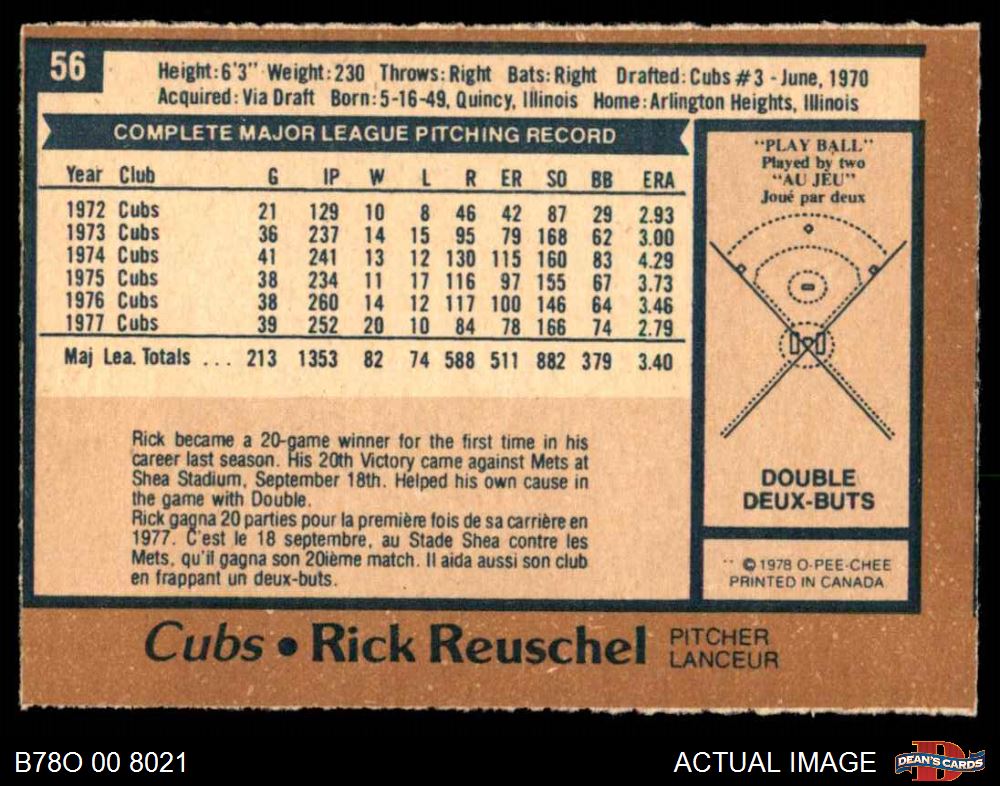 56
Height: 6'3" Weight: 230 Throws: Right Bats: Right Drafted: Cubs #3 - June, 1970
Acquired: Via Draft Born: 5-16-49, Quincy, Illinois Home: Arlington Heights, Illinois
COMPLETE MAJOR LEAGUE PITCHING RECORD
Year Club G IP W L R ER SO BB ERA
1972 Cubs 21 129 10 8 46 42 87 29 2.93
1973 Cubs 36 237 14 15 95 79 168 62 3.00
1974 Cubs 41 241 13 12 130 115 160 83 4.29
1975 Cubs 38 234 11 17 116 97 155 67 3.73
1976 Cubs 38 260 14 12 117 100 146 64 3.46
1977 Cubs 39 252 20 10 84 78 166 74 2.79
Maj Lea. Totals ... 213 1353 82 74 588 511 882 379 3.40
Rick became a 20-game winner for the first time in his
career last season. His 20th Victory came against Mets at
Shea Stadium, September 18th. Helped his own cause in
the game with Double.
Rick gagna 20 parties pour la première fois de sa carrière en
1977. C'est le 18 septembre, au Stade Shea contre les
Mets, qu'il gagna son 20ième match. Il aida aussi son club
en frappant un deux-buts.
"PLAY BALL"
Played by two
"AU JEU"
Joué par deux
DOUBLE
DEUX-BUTS
© 1978 O-PEE-CHEE
PRINTED IN CANADA
Cubs • Rick Reuschel PITCHER
LANCEUR
B78O 00 8021
ACTUAL IMAGE
D
DEAN'S CARDS